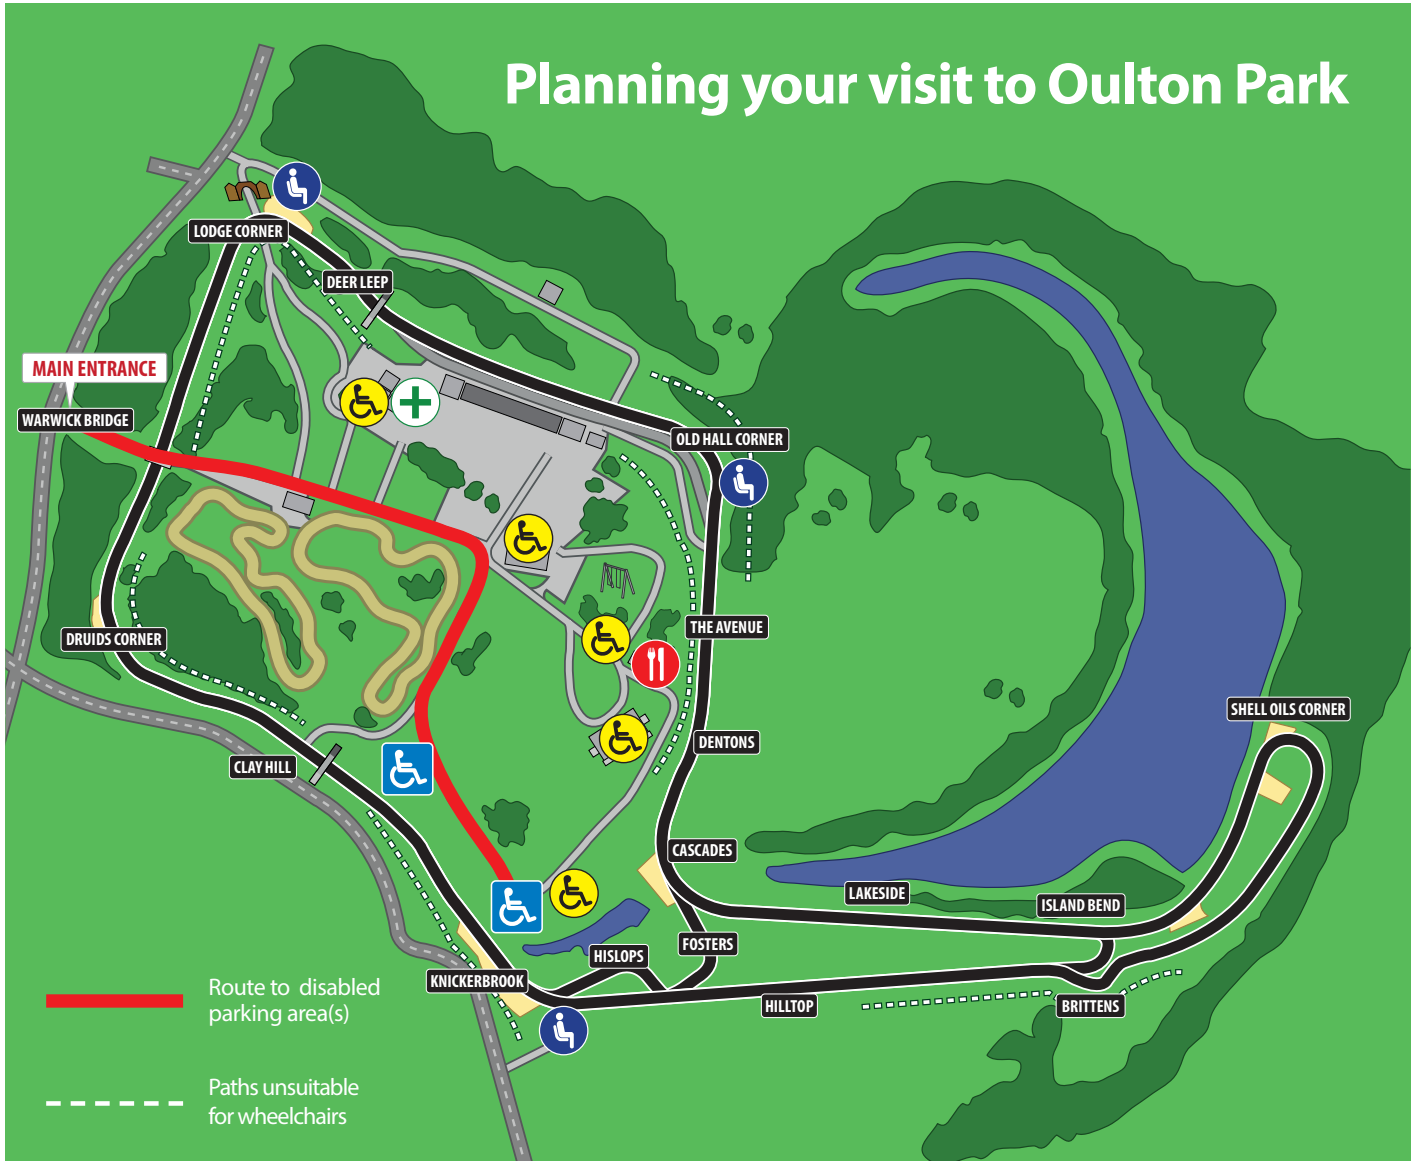 Planning your visit to Oulton Park
LODGE CORNER
DEER LEEP
MAIN ENTRANCE
WARWICK BRIDGE
OLD HALL CORNER
THE AVENUE
DRUIDS CORNER
SHELL OILS CORNER
DENTONS
CLAY HILL
CASCADES
LAKESIDE
ISLAND BEND
FOSTERS
HISLOPS
KNICKERBROOK
HILLTOP
BRITTENS
Route to disabled
parking area(s)
Paths unsuitable
for wheelchairs